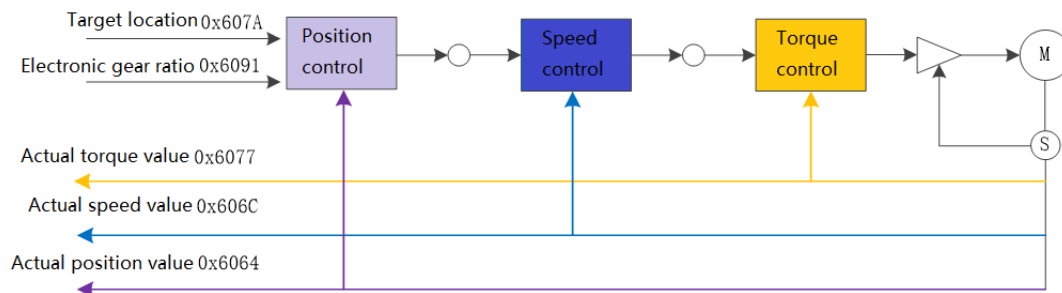 Target location 0x607A
Electronic gear ratio 0x6091
Position
control
Speed
control
Torque
control
M
S
Actual torque value 0x6077
Actual speed value 0x606C
Actual position value 0x6064